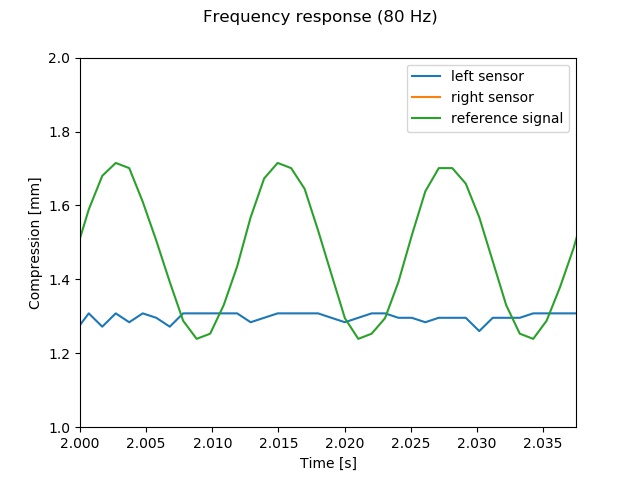 Frequency response (80 Hz)
left sensor
right sensor
reference signal
2.0
1.8
1.6
1.4
1.2
1.0
Compression [mm]
2.000 2.005 2.010 2.015 2.020 2.025 2.030 2.035
Time [s]